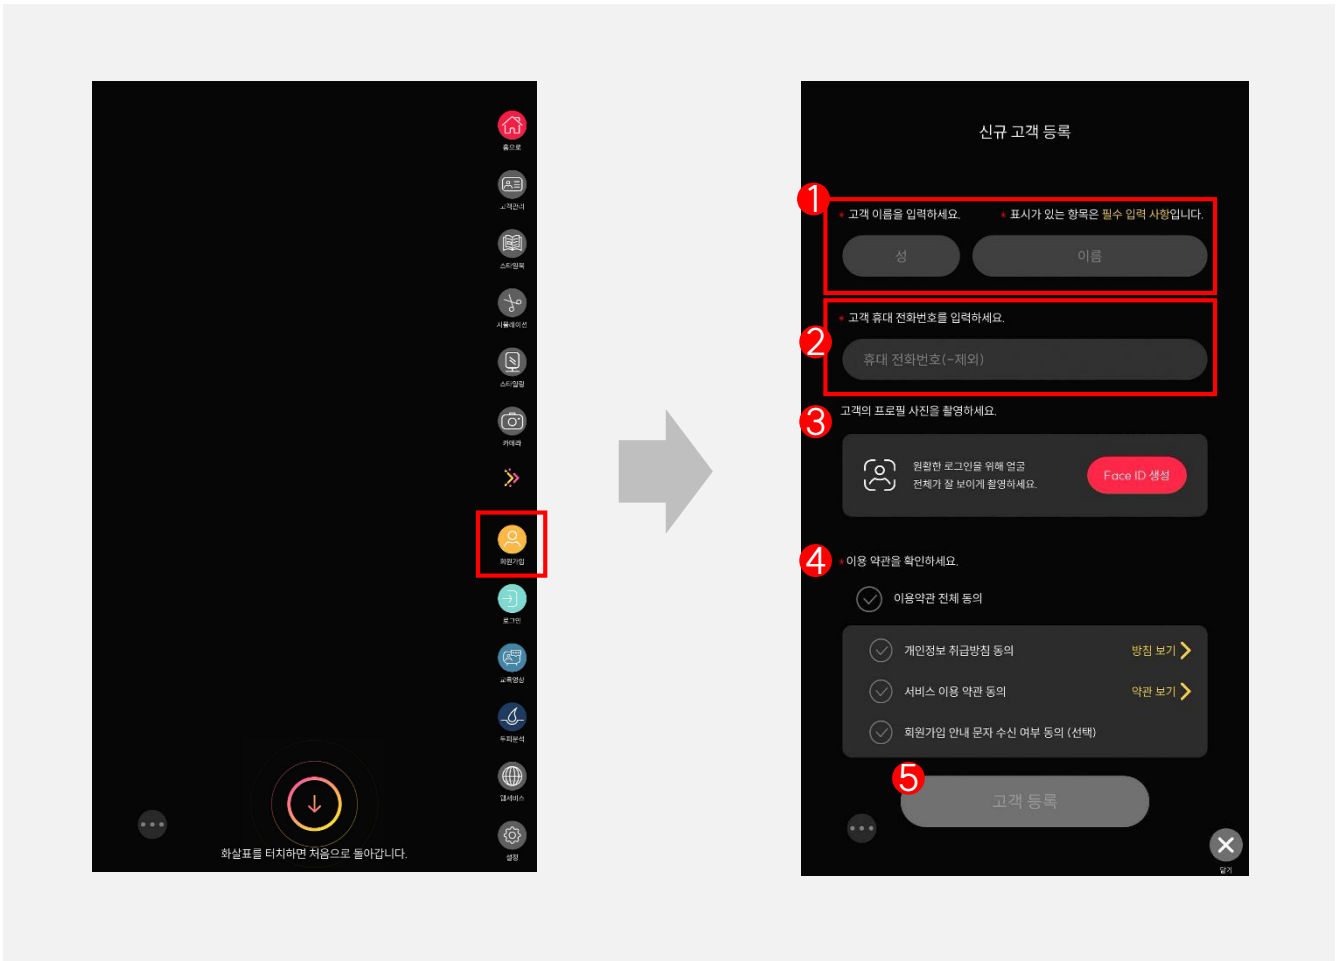 홈으로
고객관리
스타일북
시뮬레이션
스타일링
카메라
회원가입
로그인
교육영상
두피분석
웹서비스
설정
화살표를 터치하면 처음으로 돌아갑니다.
신규 고객 등록
1
* 고객 이름을 입력하세요. * 표시가 있는 항목은 필수 입력 사항입니다.
성 이름
2
* 고객 휴대 전화번호를 입력하세요.
휴대 전화번호(-제외)
3
고객의 프로필 사진을 촬영하세요.
원활한 로그인을 위해 얼굴
전체가 잘 보이게 촬영하세요.
Face ID 생성
4
* 이용 약관을 확인하세요.
이용약관 전체 동의
개인정보 취급방침 동의 방침 보기
서비스 이용 약관 동의 약관 보기
회원가입 안내 문자 수신 여부 동의 (선택)
5
고객 등록
닫기